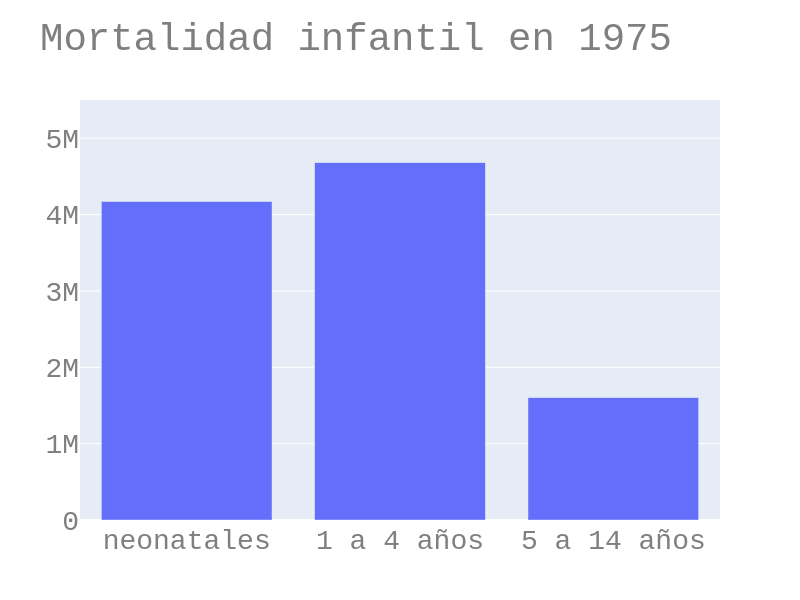 Mortalidad infantil en 1975
5M
4M
3M
2M
1M
0
neonatales 1 a 4 años 5 a 14 años